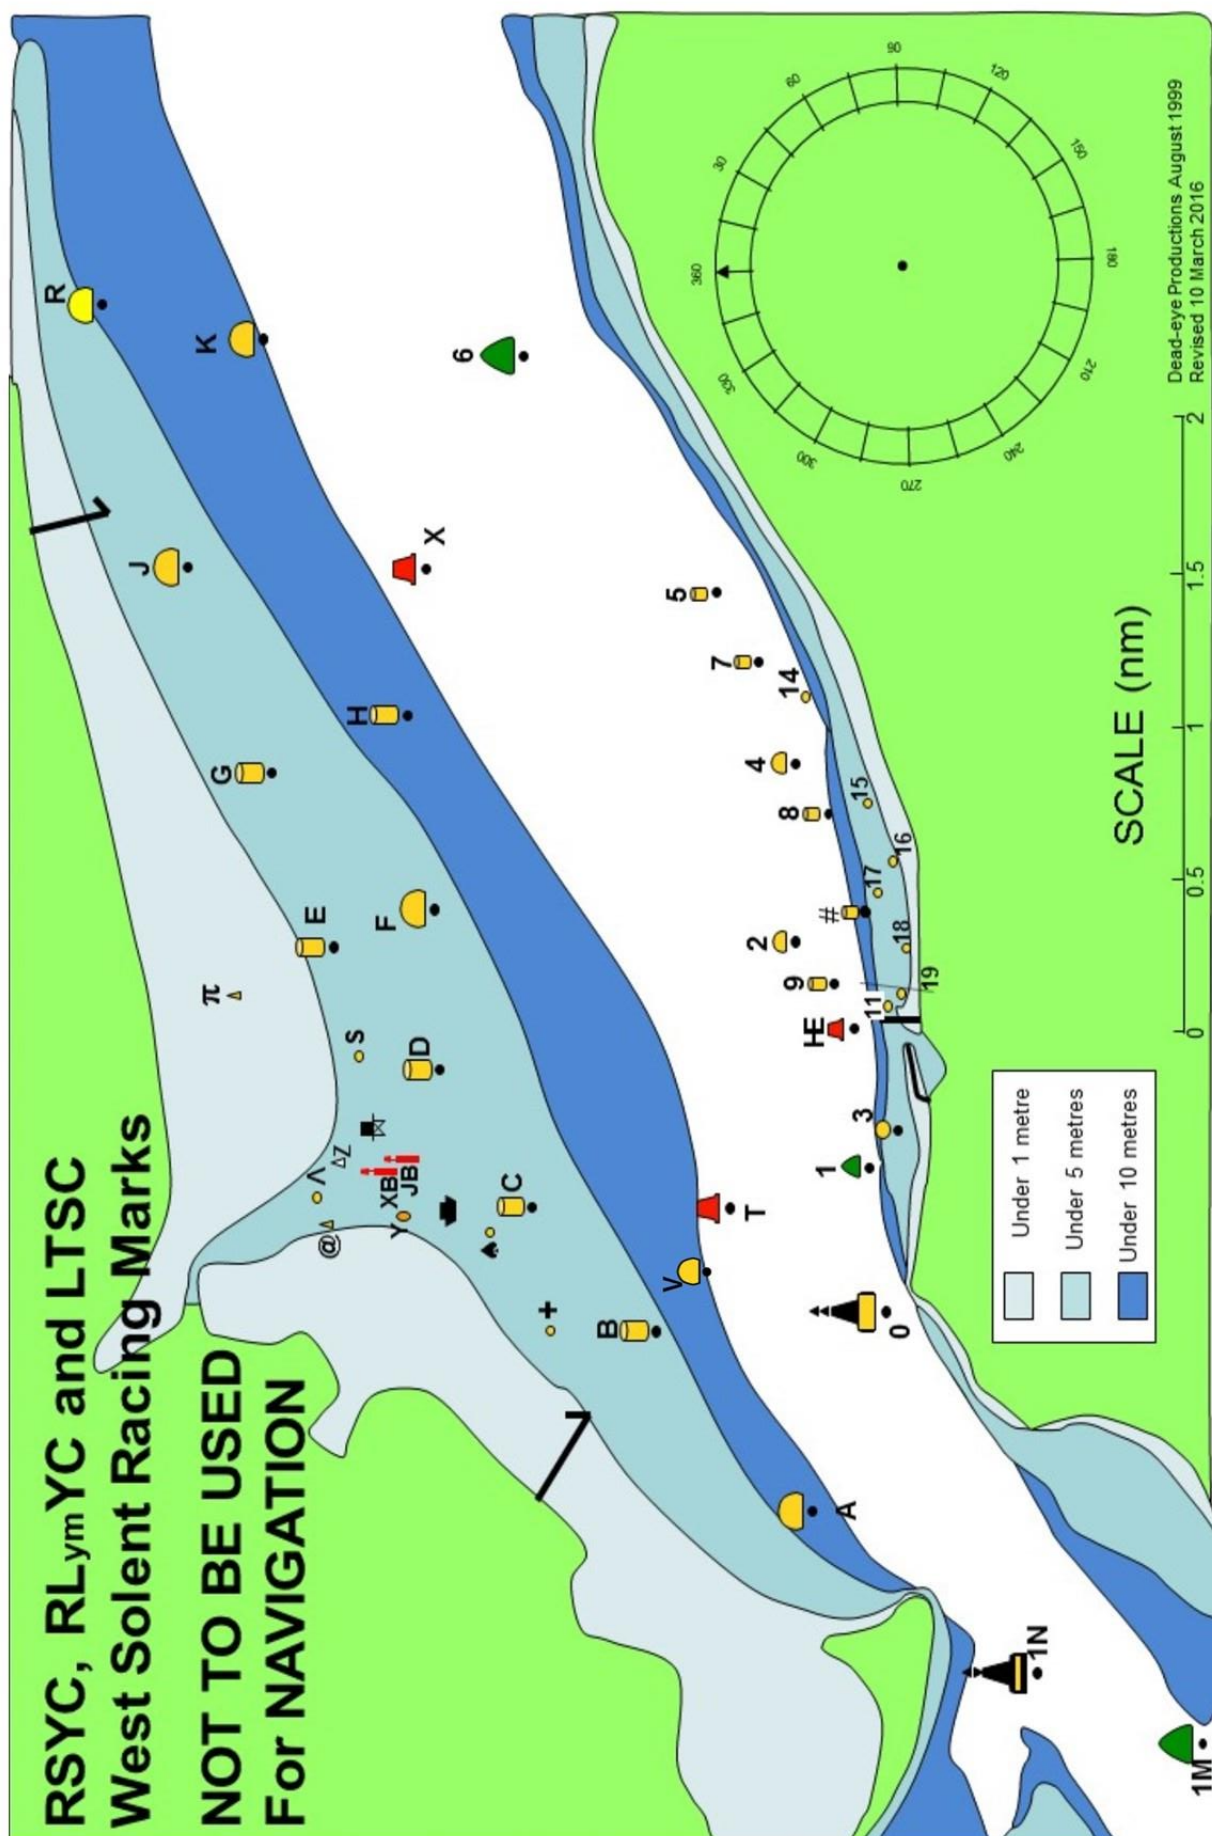 RSYC, RLymYC and LTSC
West Solent Racing Marks
NOT TO BE USED
For NAVIGATION
R
K
6
J
X
G
H
5
7
14
4
8
15
16
17
#
18
2
9
19
11
HE
E
F
π
S
D
Z
Λ
@
XB
JB
Y
C
♠
+
B
V
T
3
1
0
A
1N
1M
360
30
60
90
120
150
180
210
240
270
300
330
Under 1 metre
Under 5 metres
Under 10 metres
SCALE (nm)
0
0.5
1
1.5
2
Dead-eye Productions August 1999
Revised 10 March 2016